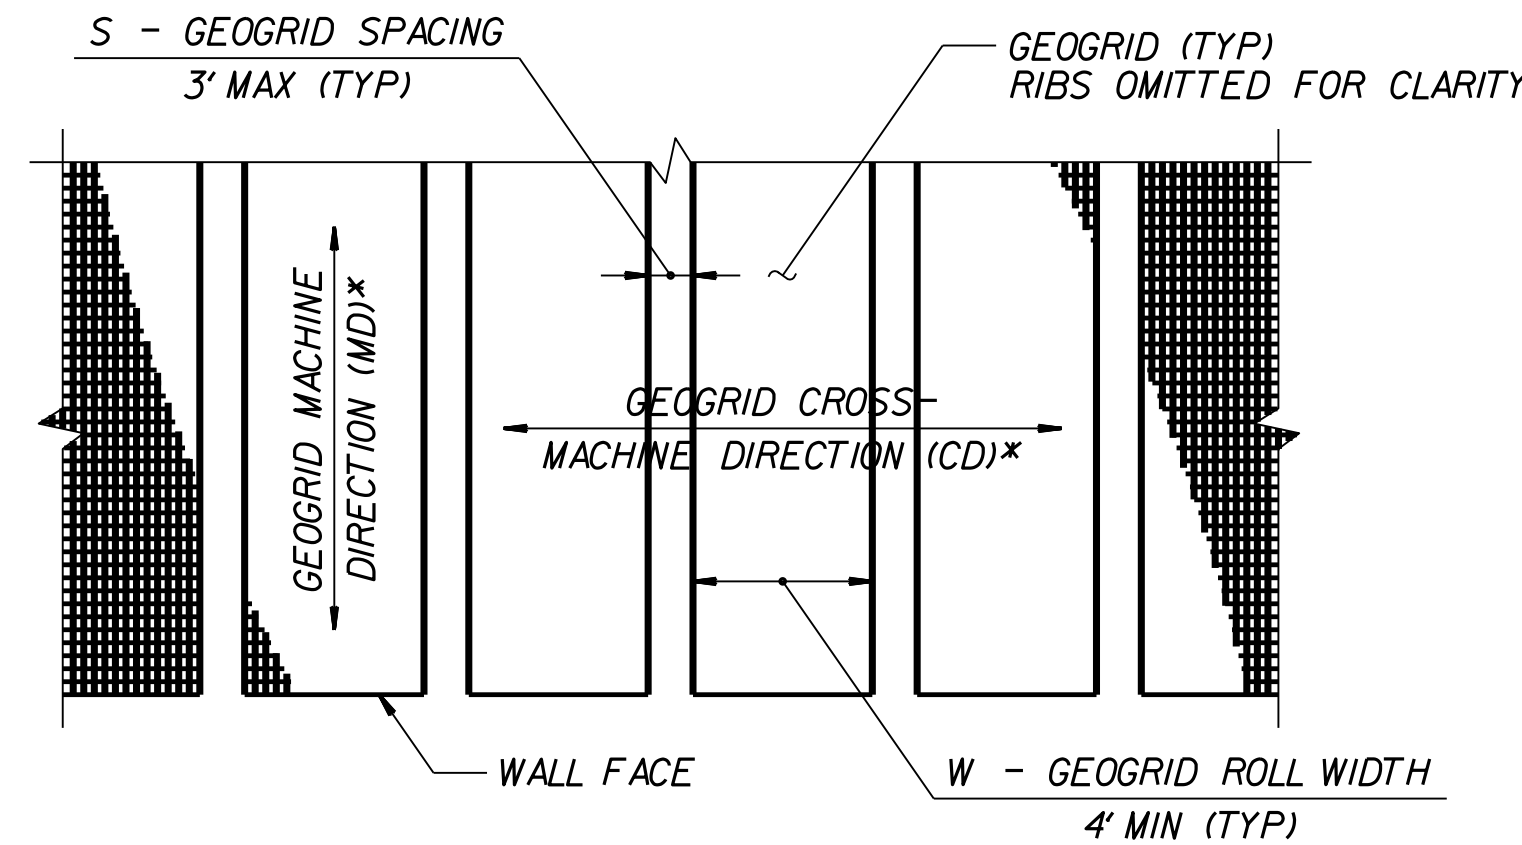 S - GEOGRID SPACING
3' MAX (TYP)
GEOGRID (TYP)
RIBS OMITTED FOR CLARITY
GEOGRID MACHINE
DIRECTION (MD)*
GEOGRID CROSS-
MACHINE DIRECTION (CD)*
WALL FACE
W - GEOGRID ROLL WIDTH
4' MIN (TYP)